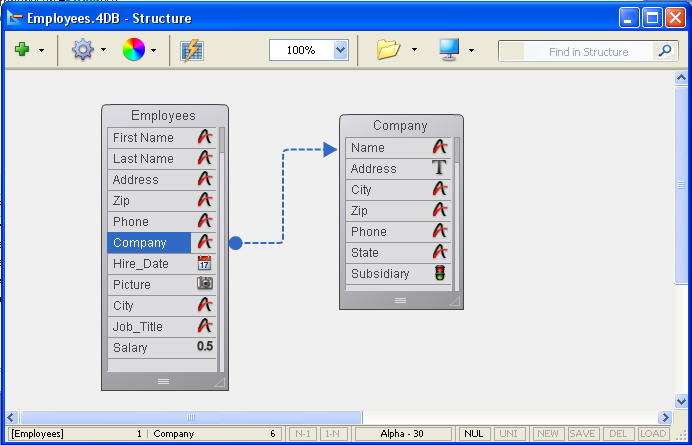 Employees.4DB - Structure
100%
Find in Structure
Employees
First Name
Last Name
Address
Zip
Phone
Company
Hire_Date
17
Picture
City
Job_Title
Salary 0.5
Company
Name
Address T
City
Zip
Phone
State
Subsidiary
[Employees] 1 Company 6 N-1 1-N Alpha - 30 NUL UNI NEW SAVE DEL LOAD